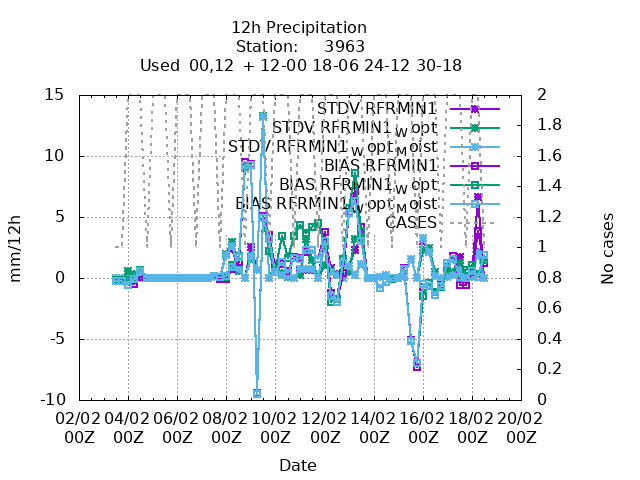 12h Precipitation
Station: 3963
Used 00,12 + 12-00 18-06 24-12 30-18
15
10
5
0
-5
-10
mm/12h
2
1.8
1.6
1.4
1.2
1
0.8
0.6
0.4
0.2
0
No cases
STDV RFRMIN1
STDV RFRMIN1_W opt
STDV RFRMIN1_W opt_M oist
BIAS RFRMIN1
BIAS RFRMIN1_W opt
BIAS RFRMIN1_W opt_M oist
CASES
02/02 04/02 06/02 08/02 10/02 12/02 14/02 16/02 18/02 20/02
00Z 00Z 00Z 00Z 00Z 00Z 00Z 00Z 00Z 00Z
Date